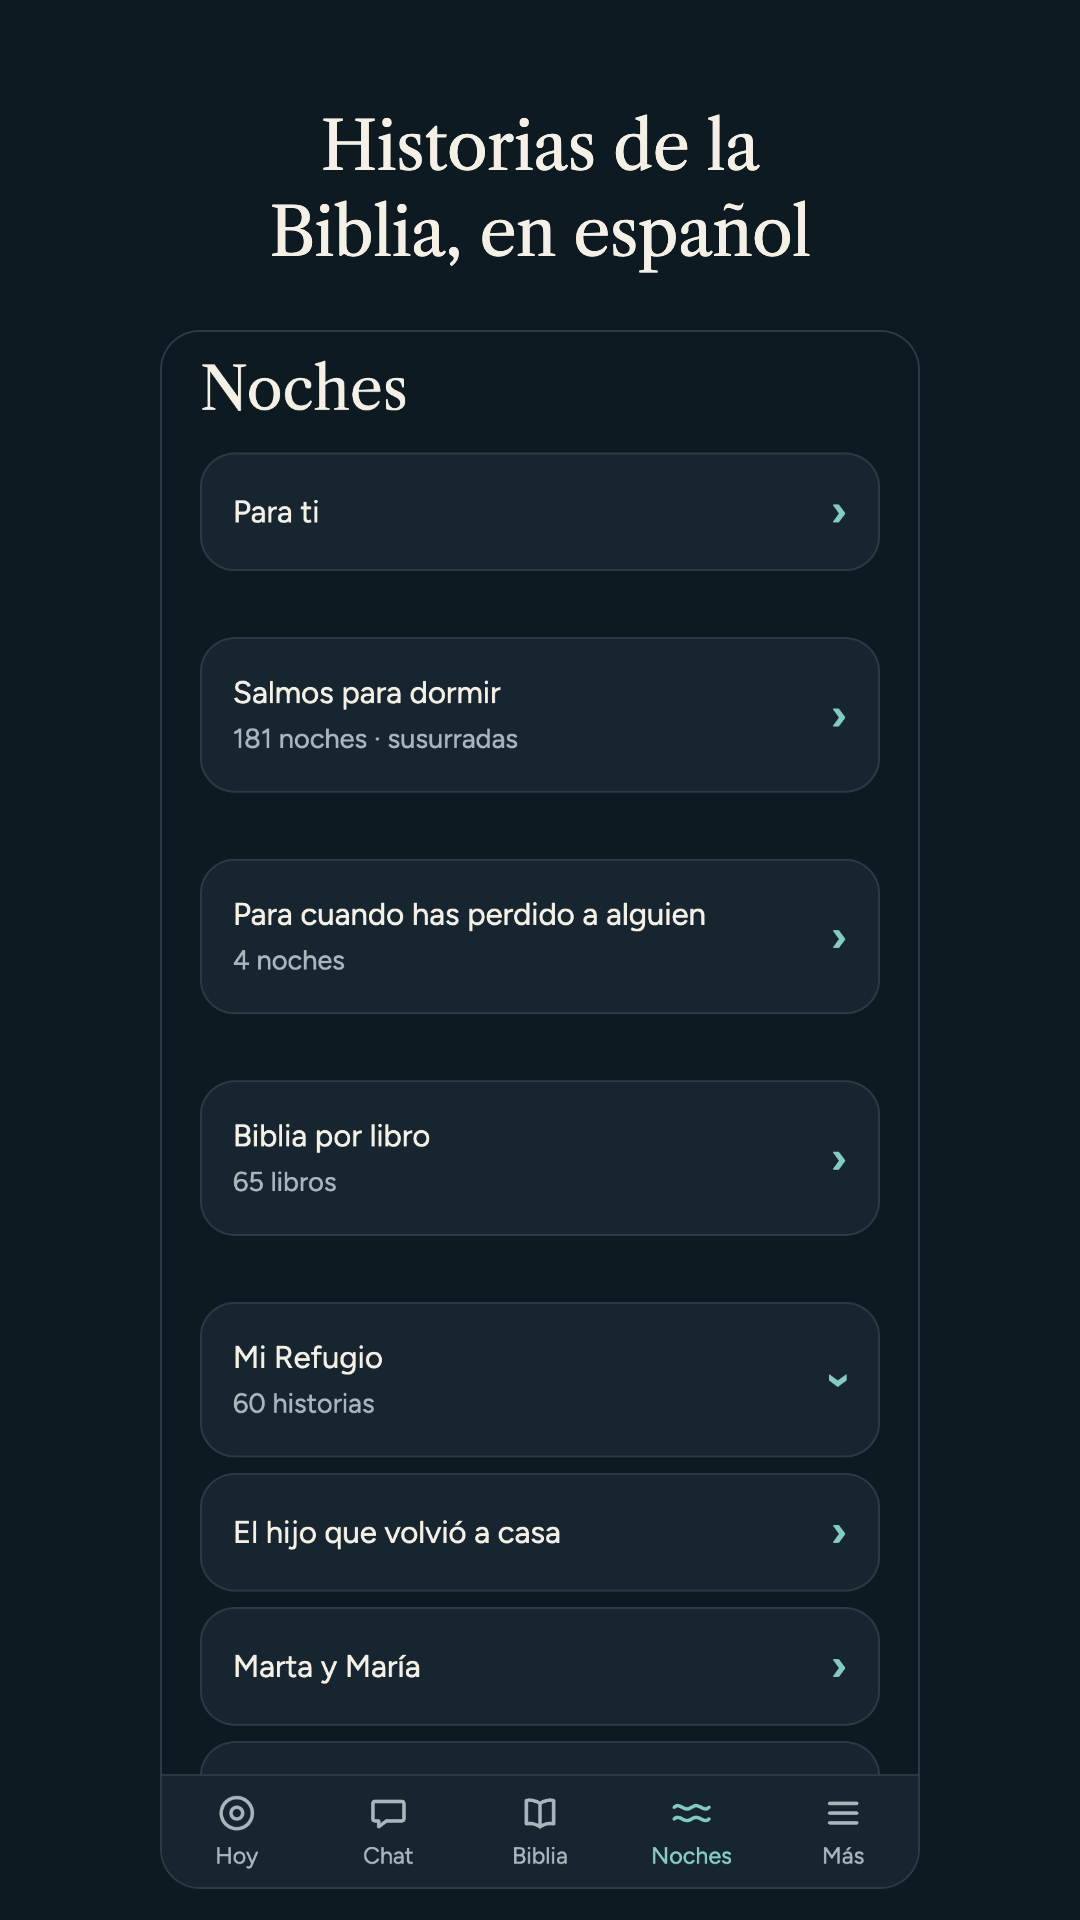 Historias de la
Biblia, en español
Noches
Para ti
Salmos para dormir
181 noches · susurradas
Para cuando has perdido a alguien
4 noches
Biblia por libro
65 libros
Mi Refugio
60 historias
El hijo que volvió a casa
Marta y María
Hoy
Chat
Biblia
Noches
Más